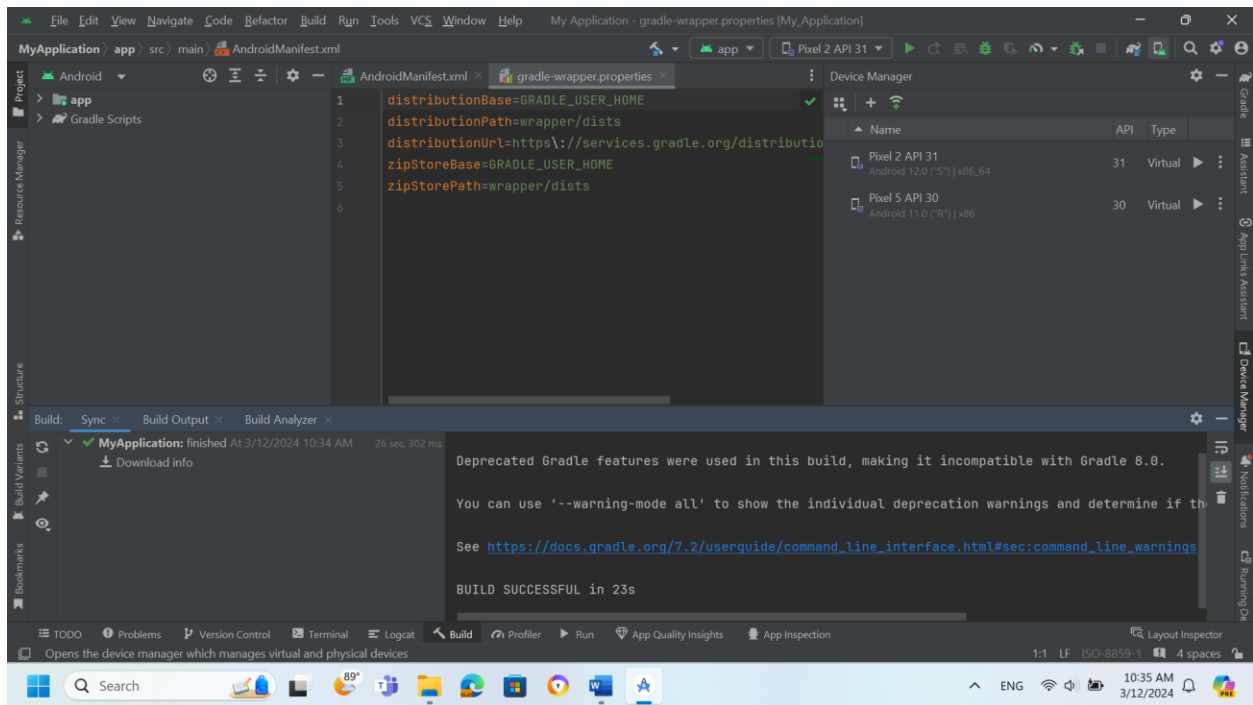 File Edit View Navigate Code Refactor Build Run Tools VCS Window Help My Application - gradle-wrapper.properties [My_Application]
MyApplication app src main AndroidManifest.xml app Pixel 2 API 31
Project
Android
AndroidManifest.xml gradle-wrapper.properties
Device Manager
app
Gradle Scripts
1 distributionBase=GRADLE_USER_HOME
2 distributionPath=wrapper/dists
3 distributionUrl=https\://services.gradle.org/distributio
4 zipStoreBase=GRADLE_USER_HOME
5 zipStorePath=wrapper/dists
6
Name API Type
Pixel 2 API 31 31 Virtual
Android 12.0 ("S") | x86_64
Pixel 5 API 30 30 Virtual
Android 11.0 ("R") | x86
Resource Manager
Structure
Build Variants
Bookmarks
Gradle
Assistant
App Links Assistant
Device Manager
Notifications
Running De
Build: Sync Build Output Build Analyzer
MyApplication: finished At 3/12/2024 10:34 AM 26 sec, 302 ms
Download info
Deprecated Gradle features were used in this build, making it incompatible with Gradle 8.0.
You can use '--warning-mode all' to show the individual deprecation warnings and determine if th
See https://docs.gradle.org/7.2/userguide/command_line_interface.html#sec:command_line_warnings
BUILD SUCCESSFUL in 23s
TODO Problems Version Control Terminal Logcat Build Profiler Run App Quality Insights App Inspection Layout Inspector
Opens the device manager which manages virtual and physical devices 1:1 LF ISO-8859-1 4 spaces
Search 89° ENG 10:35 AM
3/12/2024
PRE